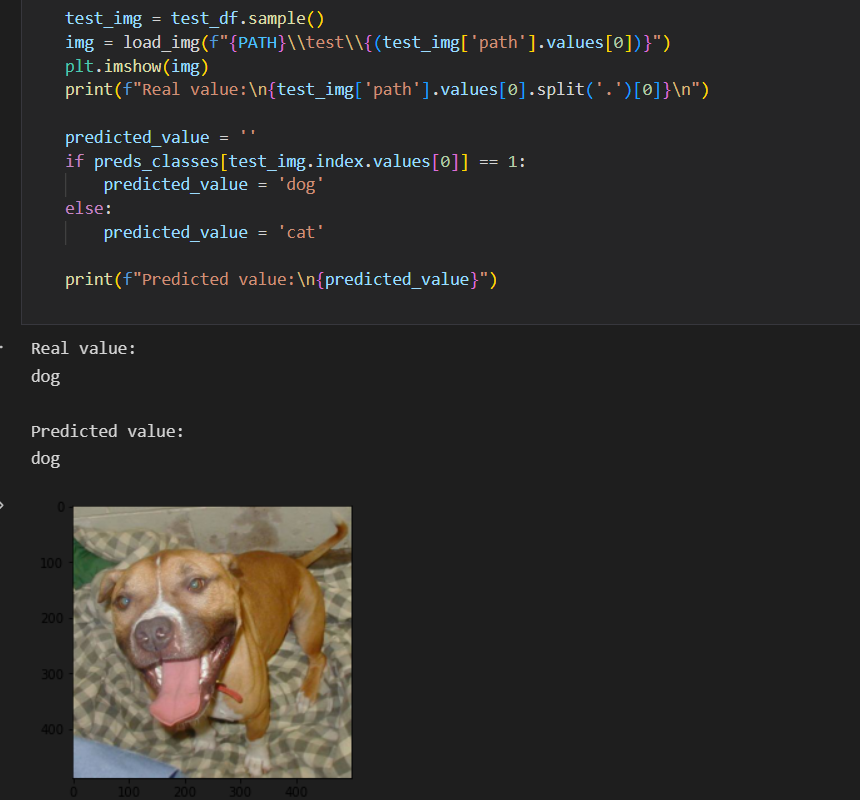 test_img = test_df.sample()
img = load_img(f"{PATH}\\test\\{(test_img['path'].values[0])}")
plt.imshow(img)
print(f"Real value:\n{test_img['path'].values[0].split('.')[0]}\n")
predicted_value = ''
if preds_classes[test_img.index.values[0]] == 1:
    predicted_value = 'dog'
else:
    predicted_value = 'cat'
print(f"Predicted value:\n{predicted_value}")
Real value:
dog
Predicted value:
dog
0
100
200
300
400
0 100 200 300 400